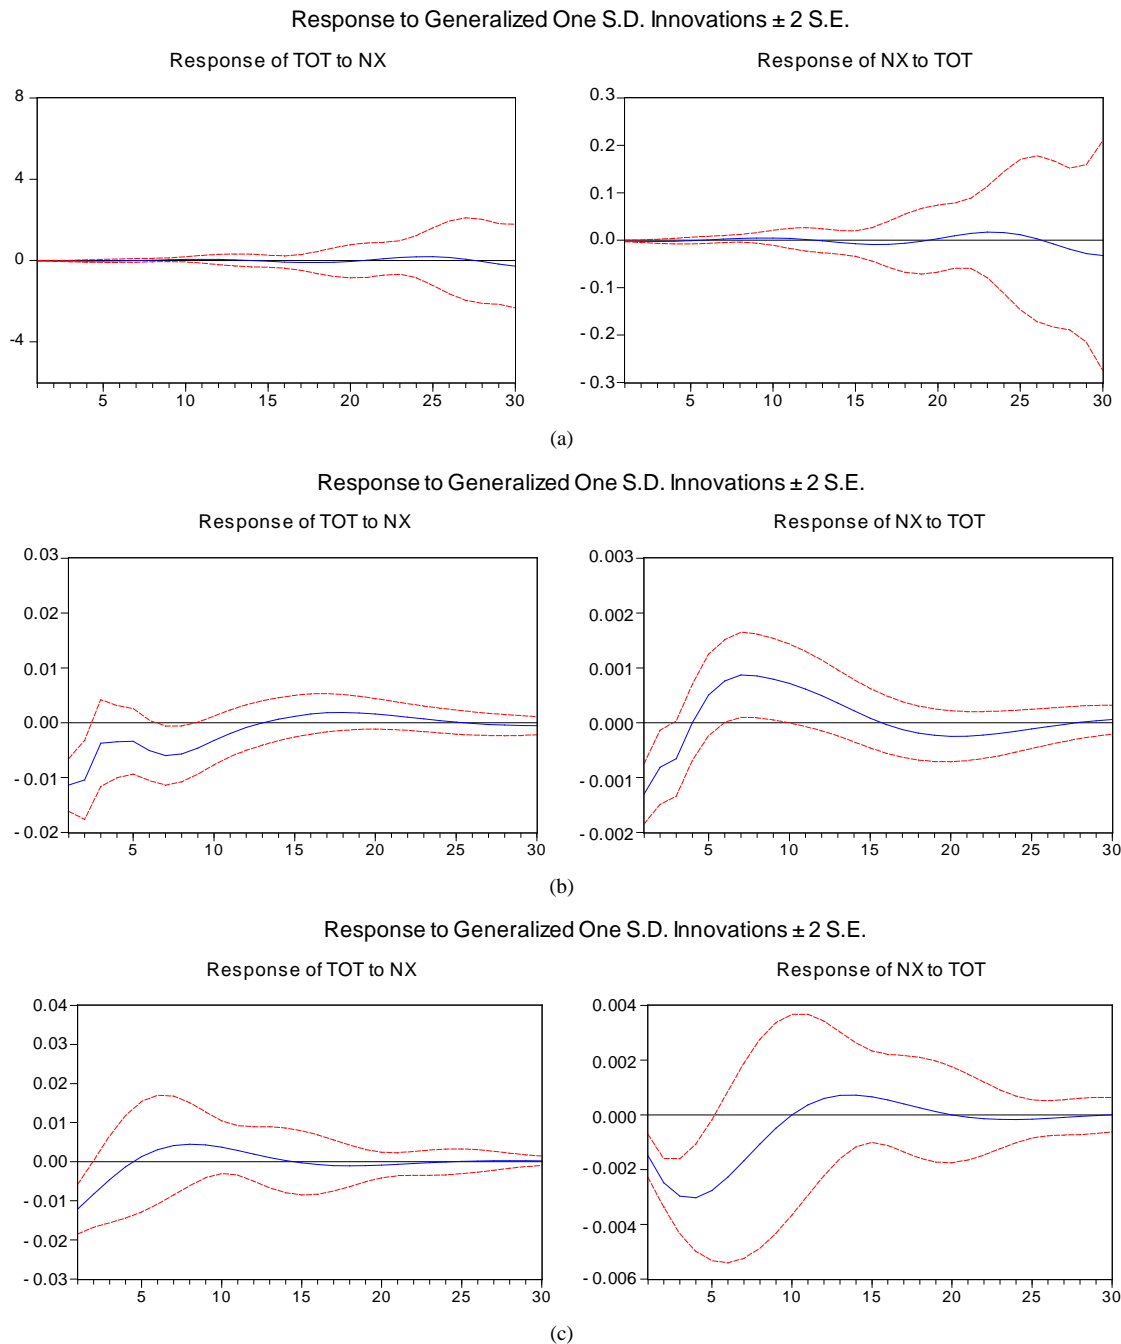 Response to Generalized One S.D. Innovations ± 2 S.E.
Response of TOT to NX
Response of NX to TOT
8
4
0
-4
5 10 15 20 25 30
0.3
0.2
0.1
0.0
-0.1
-0.2
-0.3
5 10 15 20 25 30
(a)
Response to Generalized One S.D. Innovations ± 2 S.E.
Response of TOT to NX
Response of NX to TOT
0.03
0.02
0.01
0.00
-0.01
-0.02
5 10 15 20 25 30
0.003
0.002
0.001
0.000
-0.001
-0.002
5 10 15 20 25 30
(b)
Response to Generalized One S.D. Innovations ± 2 S.E.
Response of TOT to NX
Response of NX to TOT
0.04
0.03
0.02
0.01
0.00
-0.01
-0.02
-0.03
5 10 15 20 25 30
0.004
0.002
0.000
-0.002
-0.004
-0.006
5 10 15 20 25 30
(c)